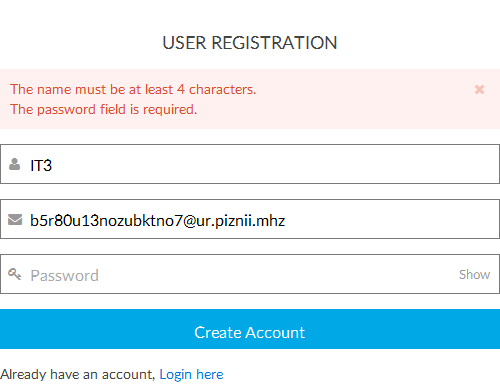 USER REGISTRATION
The name must be at least 4 characters.
The password field is required.
IT3
b5r80u13nozubktno7@ur.piznii.mhz
Password
Show
Create Account
Already have an account, Login here